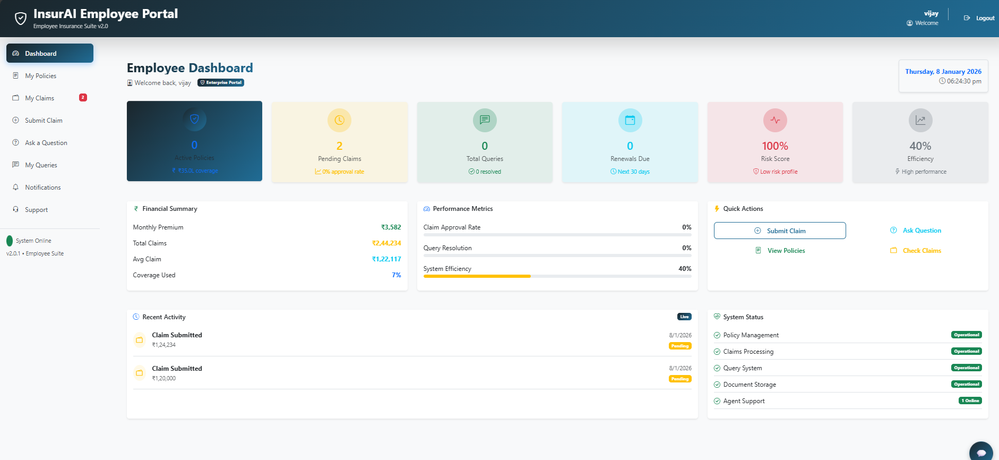 InsurAI Employee Portal
Employee Insurance Suite v2.0
vijay
Welcome
Logout
Dashboard
My Policies
My Claims 2
Submit Claim
Ask a Question
My Queries
Notifications
Support
System Online
v2.0.1 • Employee Suite
Employee Dashboard
Welcome back, vijay Enterprise Portal
Thursday, 8 January 2026
06:24:30 pm
0
Active Policies
₹ ₹35.0L coverage
2
Pending Claims
0% approval rate
0
Total Queries
0 resolved
0
Renewals Due
Next 30 days
100%
Risk Score
Low risk profile
40%
Efficiency
High performance
₹ Financial Summary
Monthly Premium ₹3,582
Total Claims ₹2,44,234
Avg Claim ₹1,22,117
Coverage Used 7%
Performance Metrics
Claim Approval Rate 0%
Query Resolution 0%
System Efficiency 40%
Quick Actions
Submit Claim Ask Question
View Policies Check Claims
Recent Activity Live
Claim Submitted 8/1/2026
₹1,24,234 Pending
Claim Submitted 8/1/2026
₹1,20,000 Pending
System Status
Policy Management Operational
Claims Processing Operational
Query System Operational
Document Storage Operational
Agent Support 1 Online